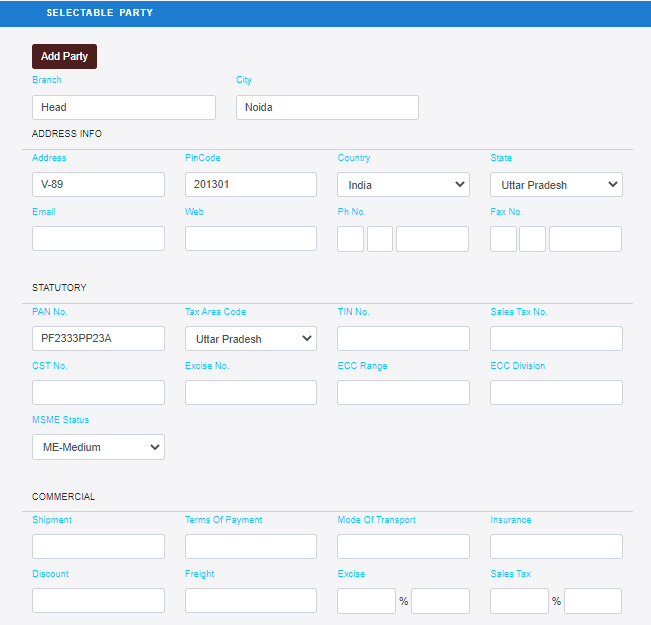 SELECTABLE PARTY
Add Party
Branch City
Head Noida
ADDRESS INFO
Address PinCode Country State
V-89 201301 India Uttar Pradesh
Email Web Ph No. Fax No.
STATUTORY
PAN No. Tax Area Code TIN No. Sales Tax No.
PF2333PP23A Uttar Pradesh
CST No. Excise No. ECC Range ECC Division
MSME Status
ME-Medium
COMMERCIAL
Shipment Terms Of Payment Mode Of Transport Insurance
Discount Freight Excise Sales Tax
% %